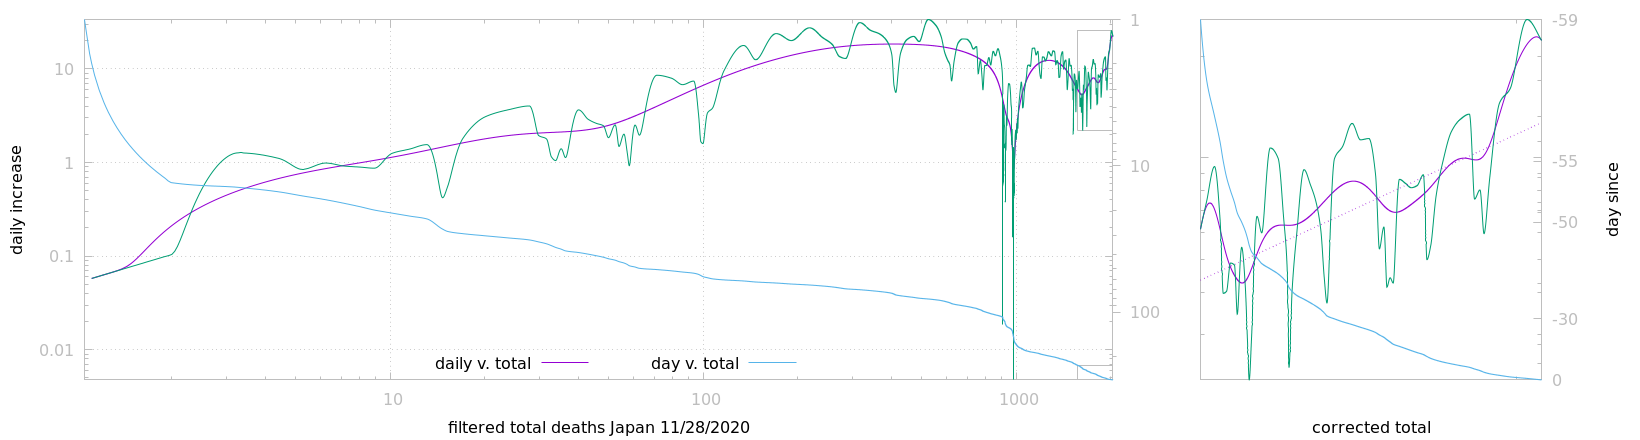 1
-59
10
1
10
-55
daily increase
day since
-50
0.1
100
-30
0.01
daily v. total
day v. total
0
10
100
1000
filtered total deaths Japan 11/28/2020
corrected total